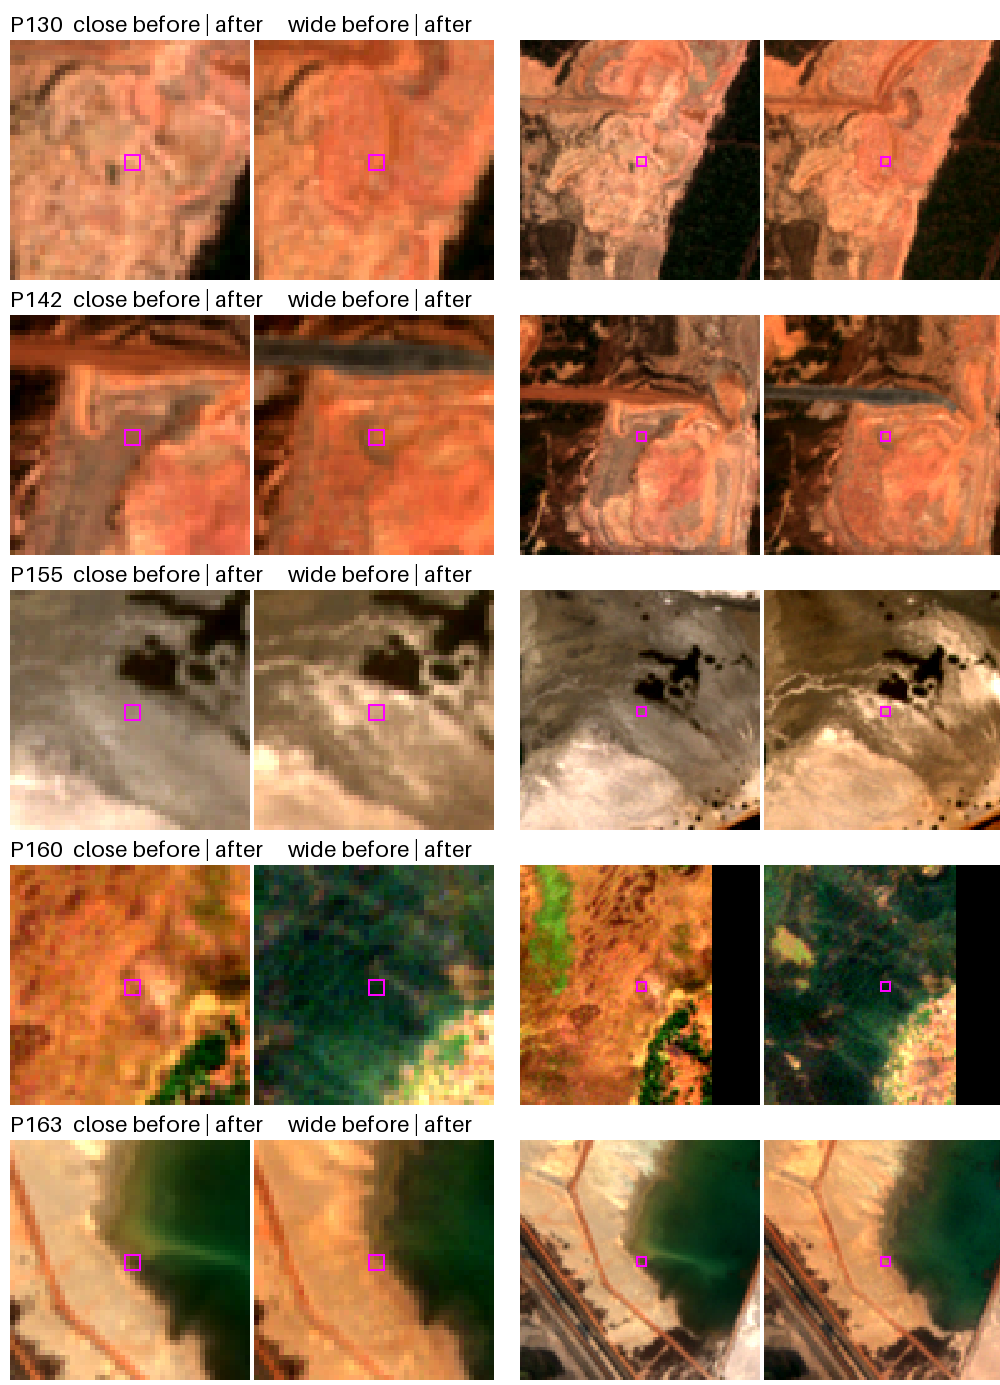 P130 close before | after wide before | after
P142 close before | after wide before | after
P155 close before | after wide before | after
P160 close before | after wide before | after
P163 close before | after wide before | after